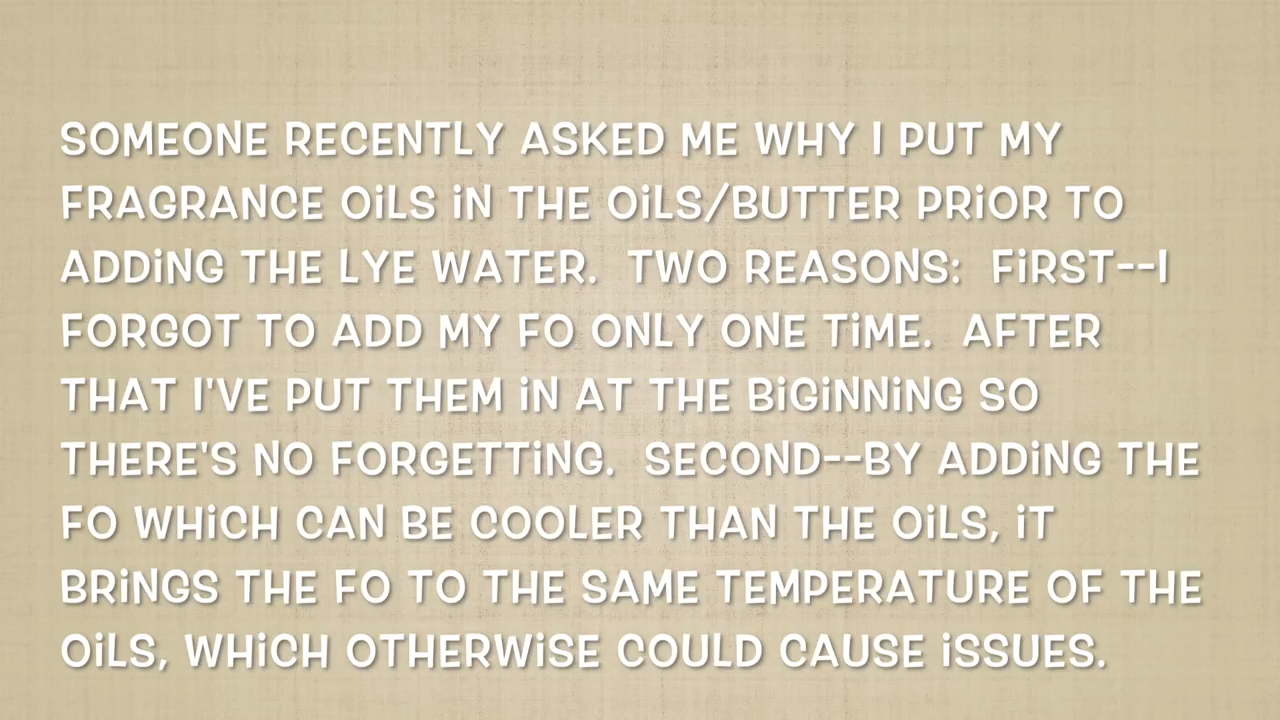 SOMEONE RECENTLY ASKED ME WHY I PUT MY
FRAGRANCE OiLS iN THE OiLS/BUTTER PRiOR TO
ADDiNG THE LYE WATER.  TWO REASONS:  FiRST--I
FORGOT TO ADD MY FO ONLY ONE TiME.  AFTER
THAT I'VE PUT THEM iN AT THE BiGiNNiNG SO
THERE'S NO FORGETTiNG.  SECOND--BY ADDiNG THE
FO WHiCH CAN BE COOLER THAN THE OiLS, iT
BRiNGS THE FO TO THE SAME TEMPERATURE OF THE
OiLS, WHiCH OTHERWiSE COULD CAUSE iSSUES.